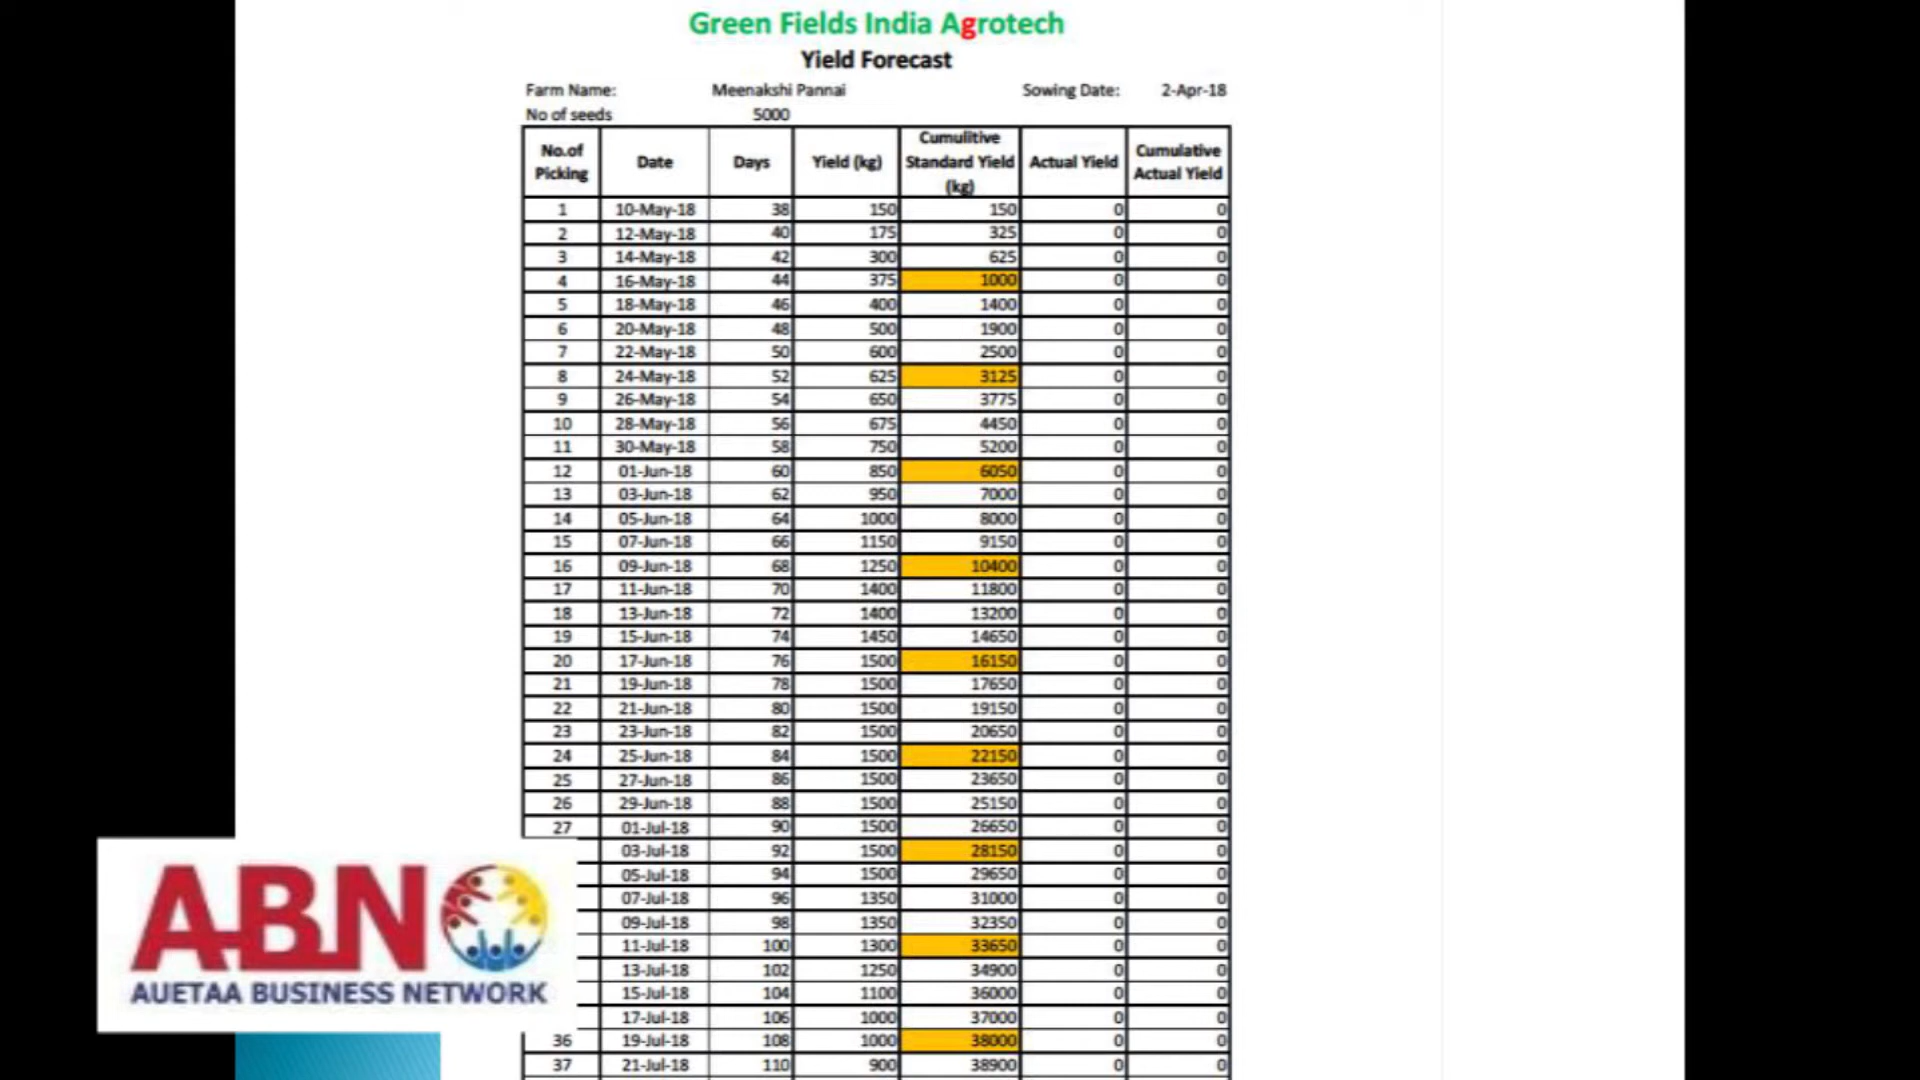 Green Fields India Agrotech
Yield Forecast
Farm Name: Meenakshi Pannai Sowing Date: 2-Apr-18
No of seeds 5000
No.of Picking Date Days Yield (kg) Cumulitive Standard Yield (kg) Actual Yield Cumulative Actual Yield
1 10-May-18 38 150 150 0 0
2 12-May-18 40 175 325 0 0
3 14-May-18 42 300 625 0 0
4 16-May-18 44 375 1000 0 0
5 18-May-18 46 400 1400 0 0
6 20-May-18 48 500 1900 0 0
7 22-May-18 50 600 2500 0 0
8 24-May-18 52 625 3125 0 0
9 26-May-18 54 650 3775 0 0
10 28-May-18 56 675 4450 0 0
11 30-May-18 58 750 5200 0 0
12 01-Jun-18 60 850 6050 0 0
13 03-Jun-18 62 950 7000 0 0
14 05-Jun-18 64 1000 8000 0 0
15 07-Jun-18 66 1150 9150 0 0
16 09-Jun-18 68 1250 10400 0 0
17 11-Jun-18 70 1400 11800 0 0
18 13-Jun-18 72 1400 13200 0 0
19 15-Jun-18 74 1450 14650 0 0
20 17-Jun-18 76 1500 16150 0 0
21 19-Jun-18 78 1500 17650 0 0
22 21-Jun-18 80 1500 19150 0 0
23 23-Jun-18 82 1500 20650 0 0
24 25-Jun-18 84 1500 22150 0 0
25 27-Jun-18 86 1500 23650 0 0
26 29-Jun-18 88 1500 25150 0 0
27 01-Jul-18 90 1500 26650 0 0
03-Jul-18 92 1500 28150 0 0
05-Jul-18 94 1500 29650 0 0
07-Jul-18 96 1350 31000 0 0
09-Jul-18 98 1350 32350 0 0
11-Jul-18 100 1300 33650 0 0
13-Jul-18 102 1250 34900 0 0
15-Jul-18 104 1100 36000 0 0
17-Jul-18 106 1000 37000 0 0
36 19-Jul-18 108 1000 38000 0 0
37 21-Jul-18 110 900 38900 0 0
ABN
AUETAA BUSINESS NETWORK